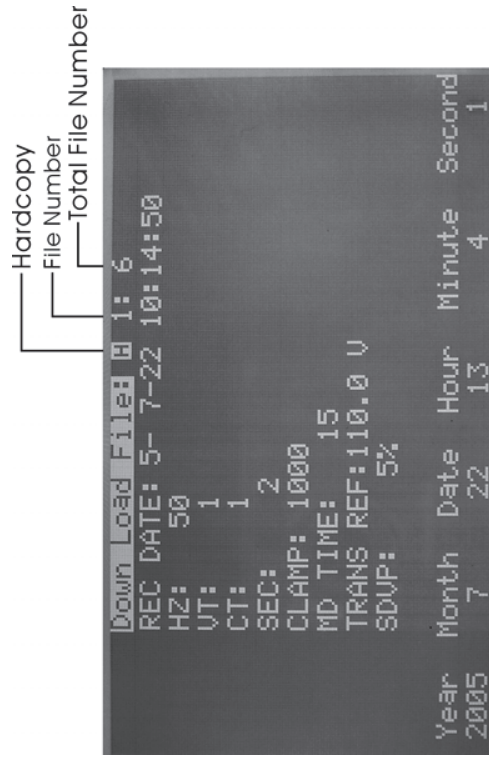 Hardcopy
File Number
Total File Number
Down Load File: H 1: 6
REC DATE: 5- 7-22 10:14:50
HZ: 50
VT: 1
CT: 1
SEC: 2
CLAMP: 1000
MD TIME: 15
TRANS REF:110.0 V
SDVP: 5%
Year Month Date Hour Minute Second
2005 7 22 13 4 1